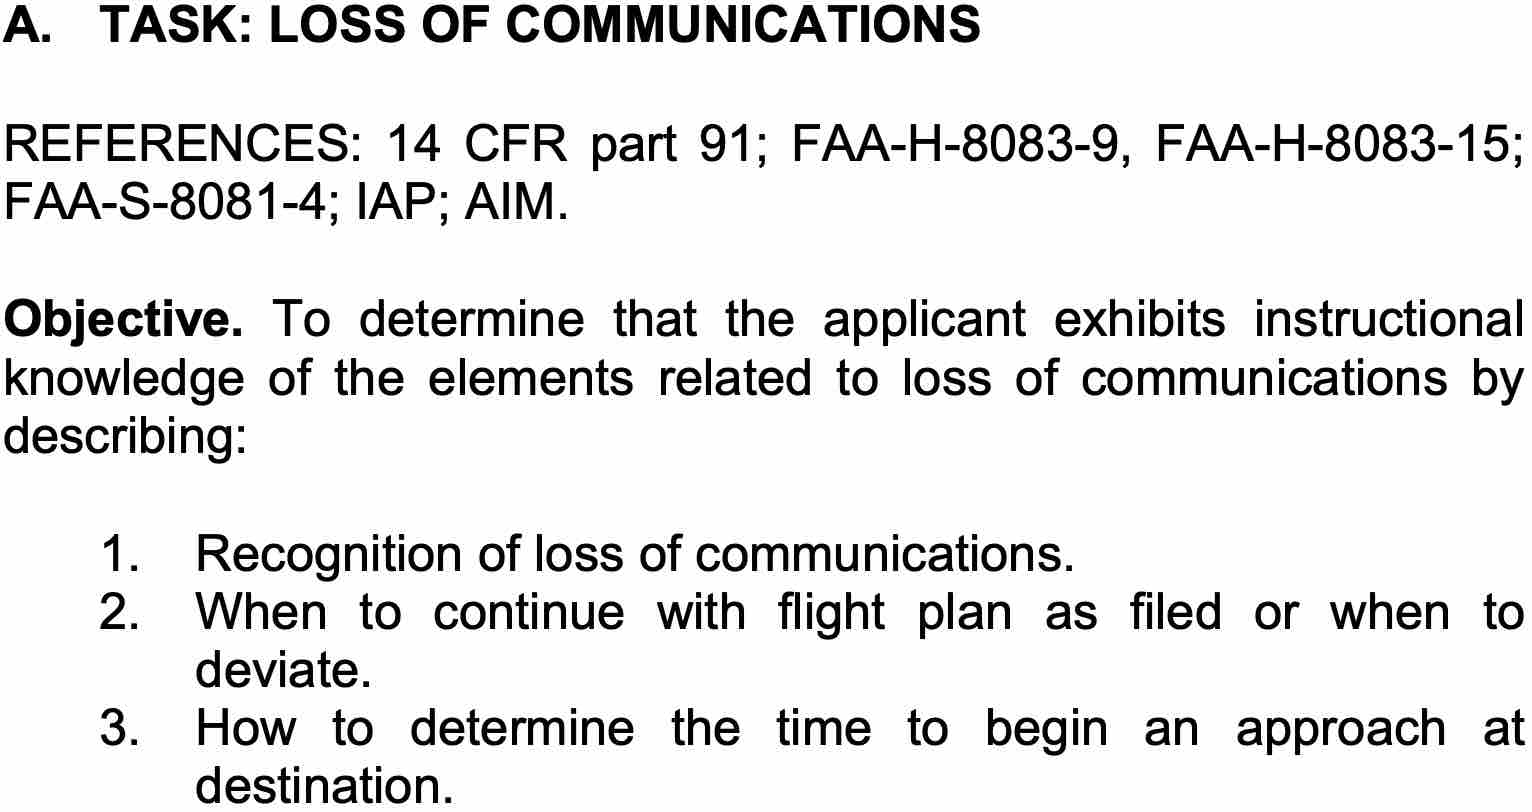 A. TASK: LOSS OF COMMUNICATIONS
REFERENCES: 14 CFR part 91; FAA-H-8083-9, FAA-H-8083-15;
FAA-S-8081-4; IAP; AIM.
Objective. To determine that the applicant exhibits instructional
knowledge of the elements related to loss of communications by
describing:
1. Recognition of loss of communications.
2. When to continue with flight plan as filed or when to
deviate.
3. How to determine the time to begin an approach at
destination.